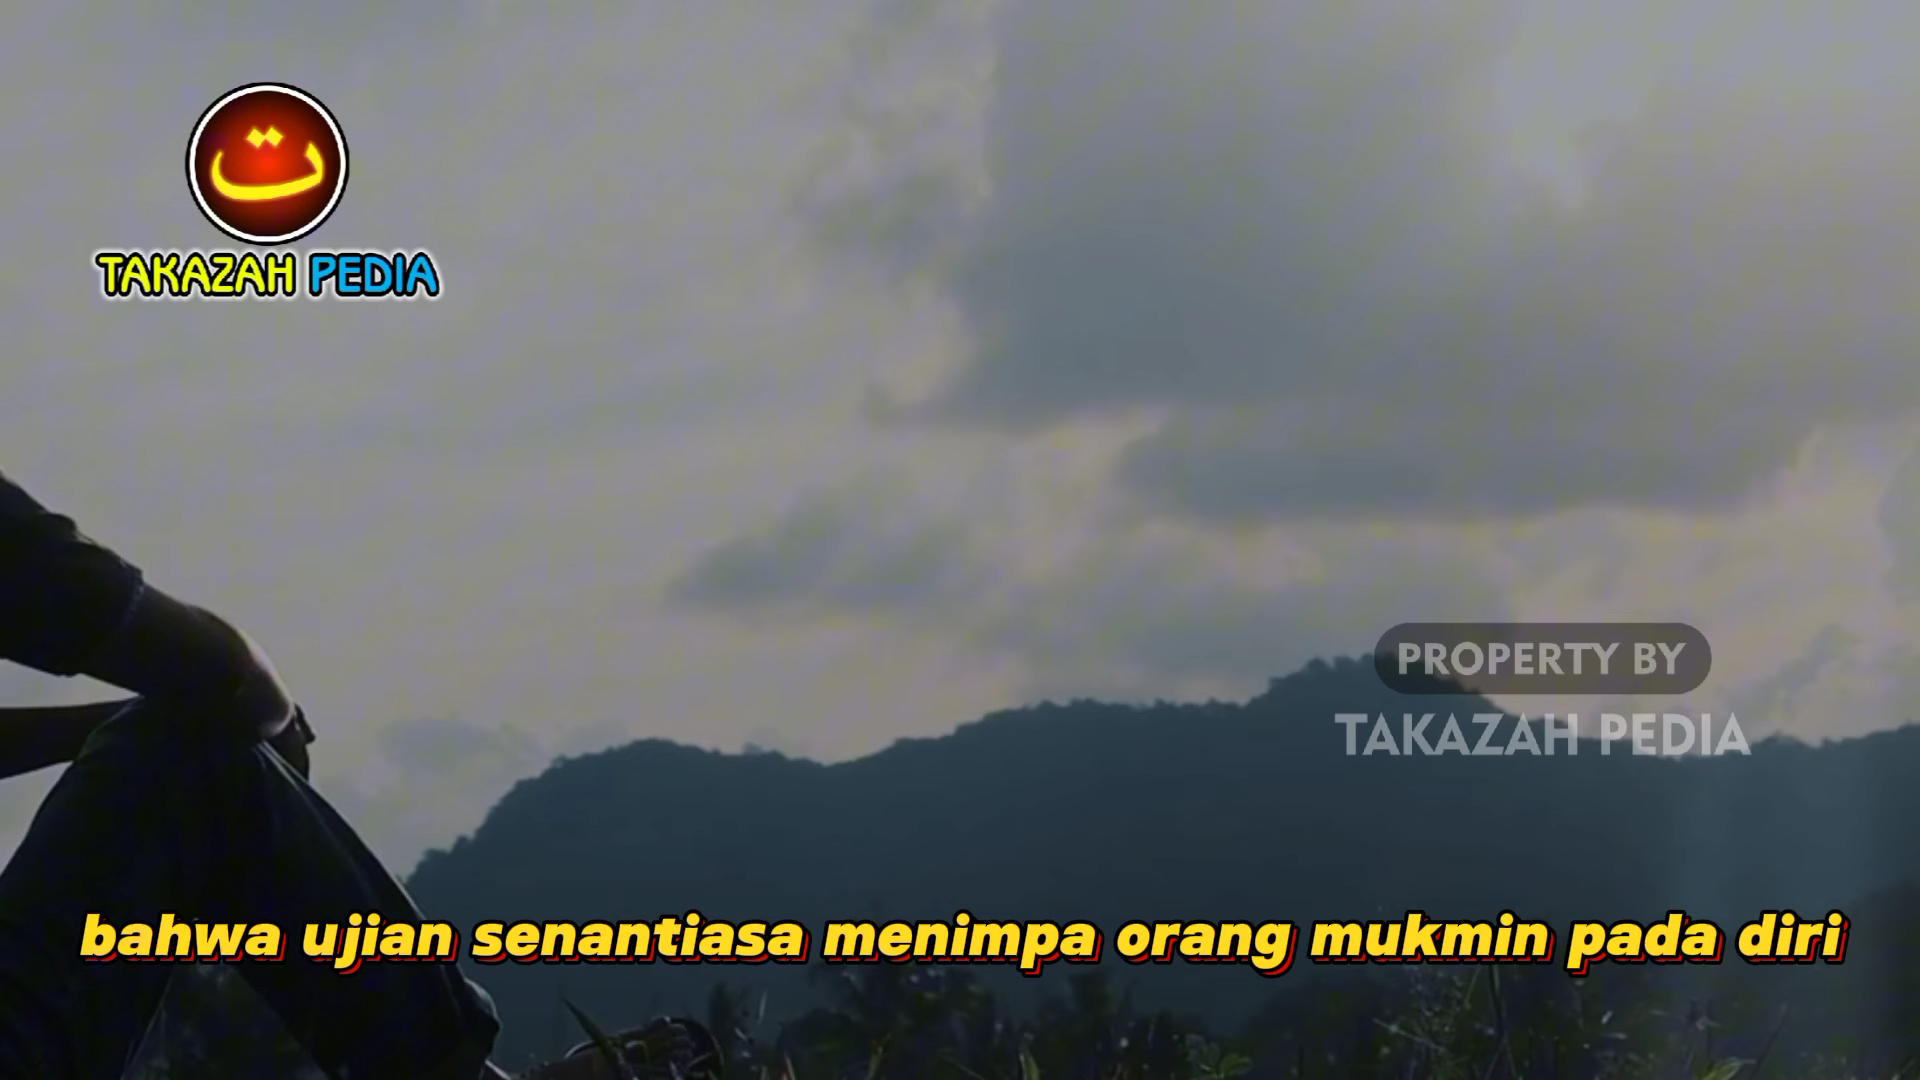 ت
TAKAZAH PEDIA
PROPERTY BY
TAKAZAH PEDIA
bahwa ujian senantiasa menimpa orang mukmin pada diri